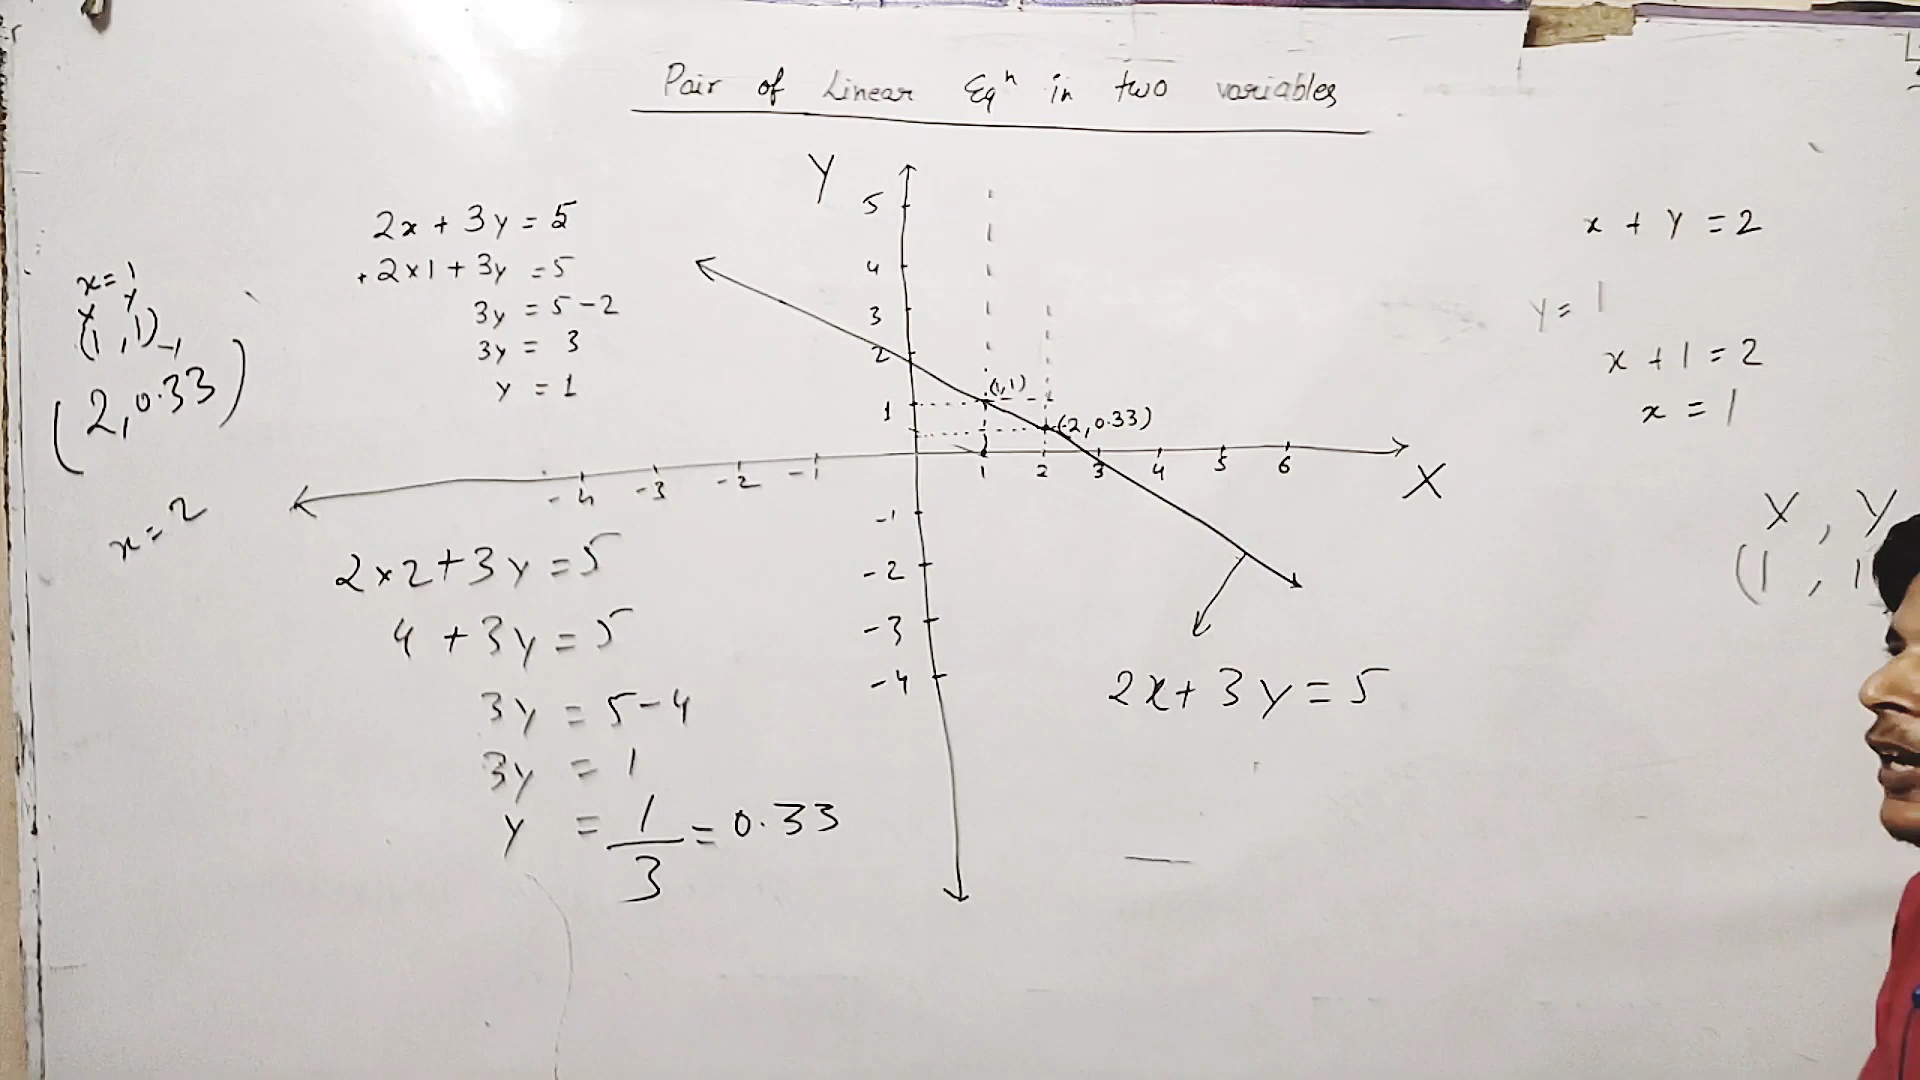 Pair of Linear Eqⁿ in two variables
x=1
x y
(1,1)-1
(2,0.33)
x=2
2x + 3y = 5
2x1 + 3y = 5
3y = 5-2
3y = 3
y = 1
2x2+3y=5
4 + 3y = 5
3y = 5-4
3y = 1
y = 1/3 = 0.33
Y
5
4
3
2
1
(1,1)
(2,0.33)
-4 -3 -2 -1 1 2 3 4 5 6
X
-1
-2
-3
-4
2x+3y=5
x + y = 2
y = 1
x + 1 = 2
x = 1
X, Y
(1, 1